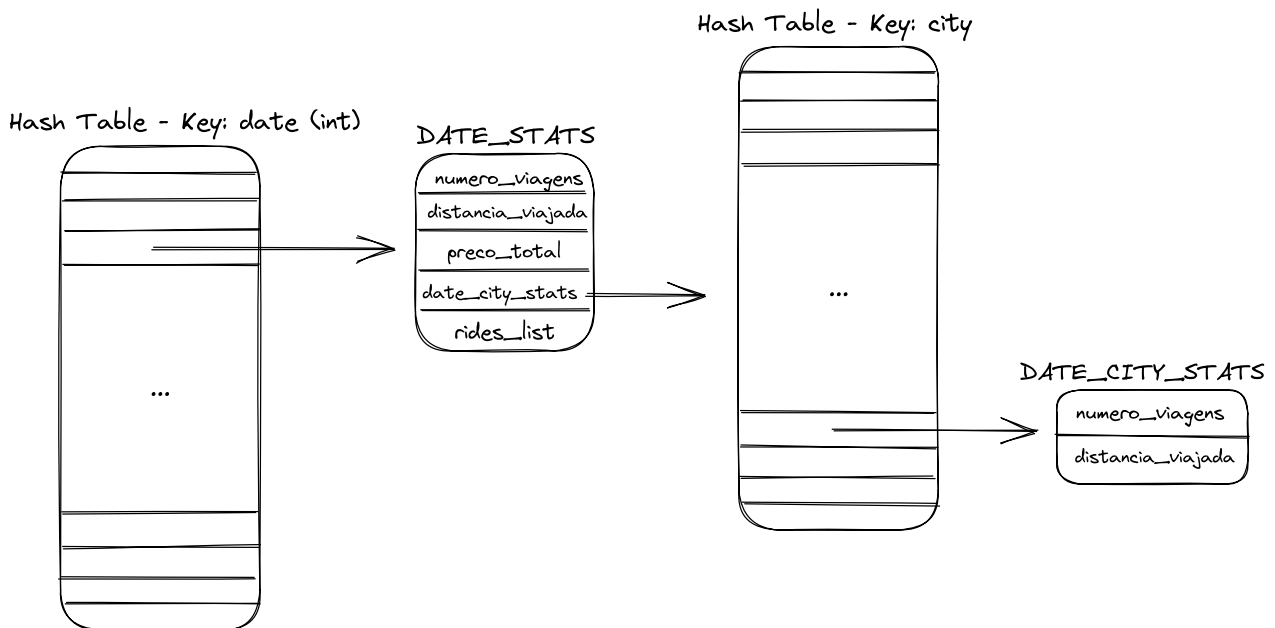 Hash Table - Key: date (int)
...
DATE_STATS
numero_viagens
distancia_viajada
preco_total
date_city_stats
rides_list
Hash Table - Key: city
...
DATE_CITY_STATS
numero_viagens
distancia_viajada